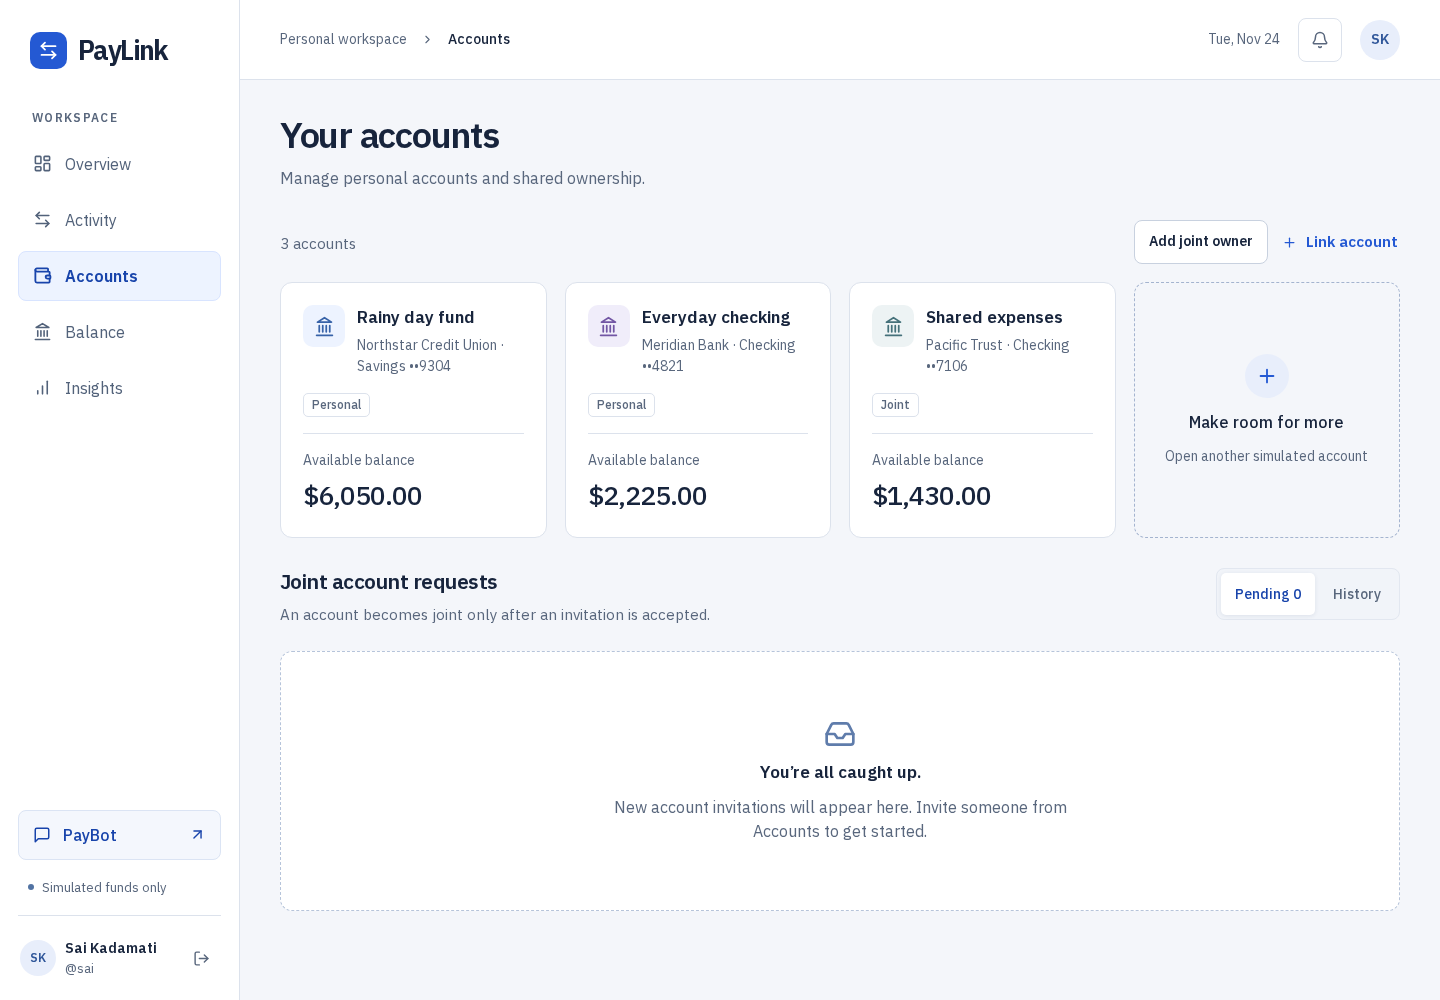 PayLink
WORKSPACE
Overview
Activity
Accounts
Balance
Insights
PayBot
Simulated funds only
SK
Sai Kadamati
@sai
Personal workspace
Accounts
Tue, Nov 24
SK
Your accounts
Manage personal accounts and shared ownership.
3 accounts
Add joint owner
Link account
Rainy day fund
Northstar Credit Union ·
Savings ••9304
Personal
Available balance
$6,050.00
Everyday checking
Meridian Bank · Checking
••4821
Personal
Available balance
$2,225.00
Shared expenses
Pacific Trust · Checking
••7106
Joint
Available balance
$1,430.00
Make room for more
Open another simulated account
Joint account requests
An account becomes joint only after an invitation is accepted.
Pending 0
History
You’re all caught up.
New account invitations will appear here. Invite someone from
Accounts to get started.